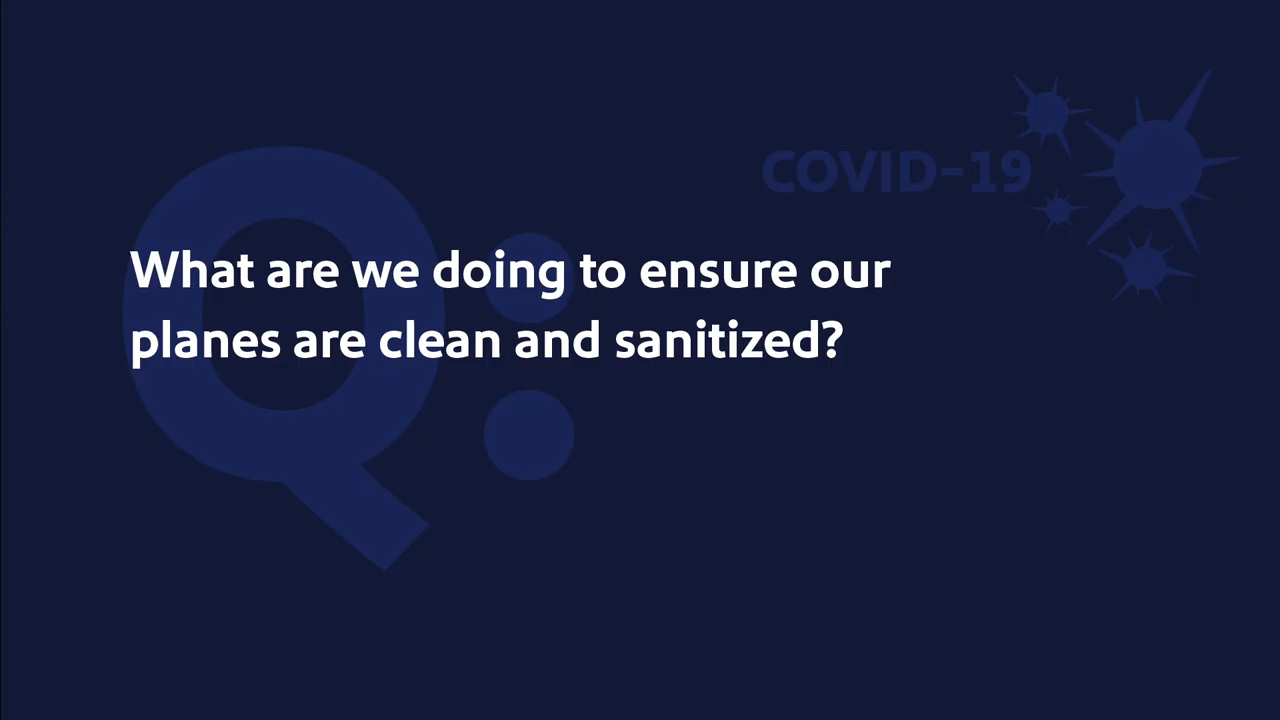 COVID-19
Q:
What are we doing to ensure our
planes are clean and sanitized?